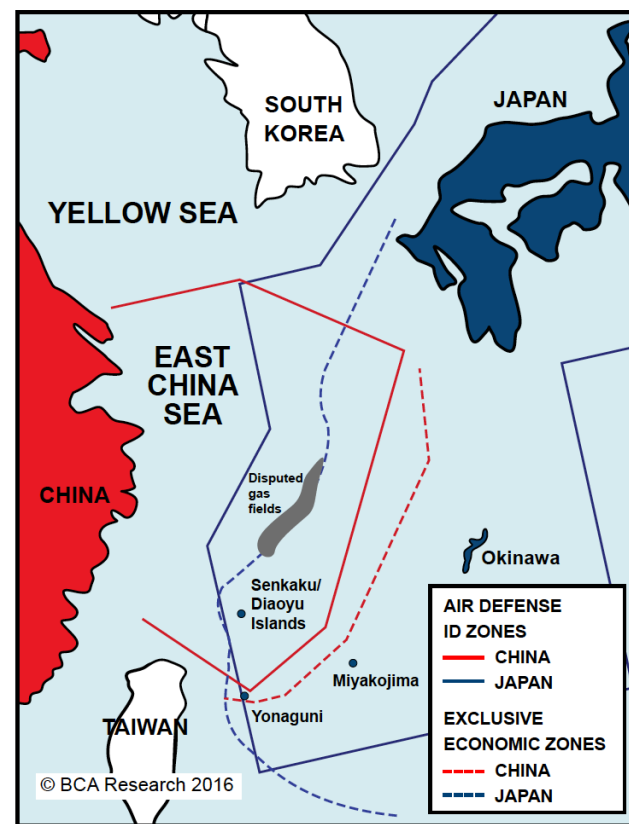 SOUTH
KOREA
JAPAN
YELLOW SEA
EAST
CHINA
SEA
CHINA
Disputed
gas
fields
Okinawa
Senkaku/
Diaoyu
Islands
Miyakojima
Yonaguni
TAIWAN
AIR DEFENSE
ID ZONES
CHINA
JAPAN
EXCLUSIVE
ECONOMIC ZONES
CHINA
JAPAN
© BCA Research 2016